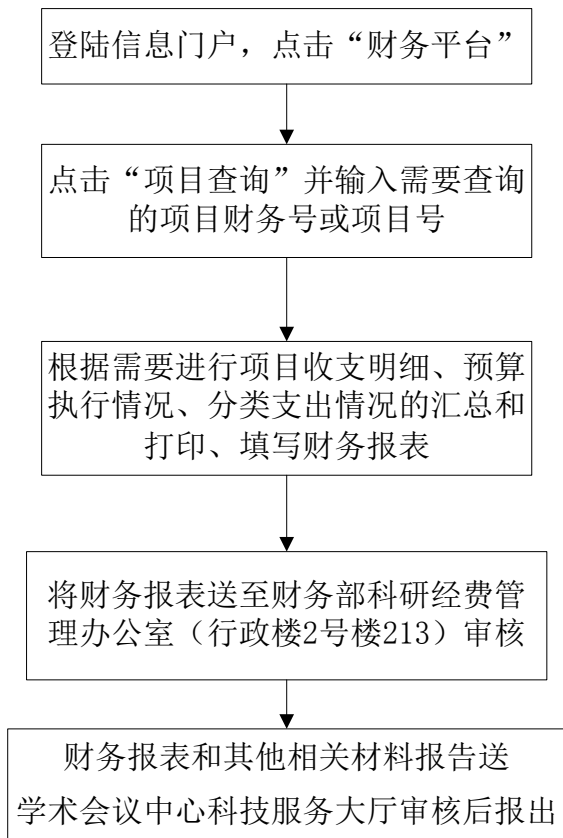 登陆信息门户，点击“财务平台”
点击“项目查询”并输入需要查询
的项目财务号或项目号
根据需要进行项目收支明细、预算
执行情况、分类支出情况的汇总和
打印、填写财务报表
将财务报表送至财务部科研经费管
理办公室（行政楼2号楼213）审核
财务报表和其他相关材料报告送
学术会议中心科技服务大厅审核后报出